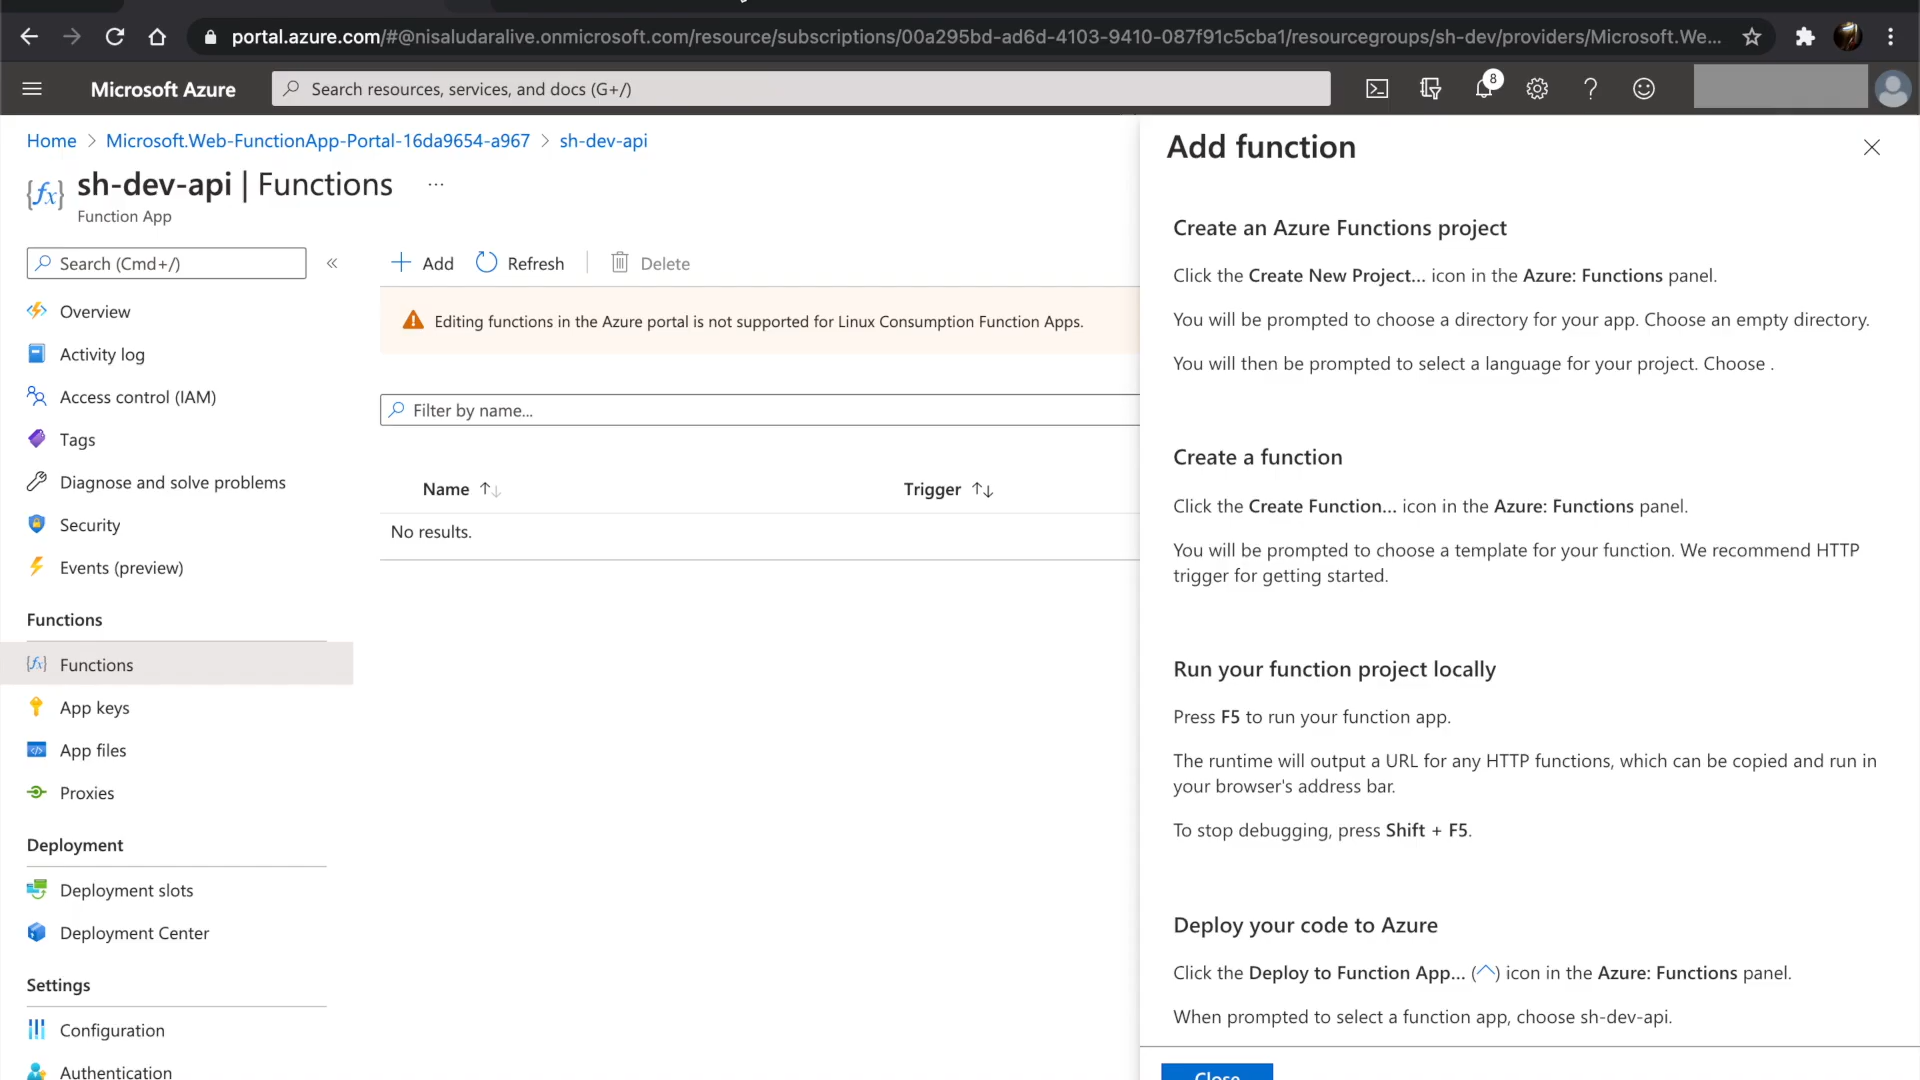 portal.azure.com/#@nisaludaralive.onmicrosoft.com/resource/subscriptions/00a295bd-ad6d-4103-9410-087f91c5cba1/resourcegroups/sh-dev/providers/Microsoft.We...
Microsoft Azure
Search resources, services, and docs (G+/)
8
Home > Microsoft.Web-FunctionApp-Portal-16da9654-a967 > sh-dev-api
sh-dev-api | Functions ...
Function App
Search (Cmd+/)
«
Overview
Activity log
Access control (IAM)
Tags
Diagnose and solve problems
Security
Events (preview)
Functions
Functions
App keys
App files
Proxies
Deployment
Deployment slots
Deployment Center
Settings
Configuration
Authentication
Add
Refresh
Delete
Editing functions in the Azure portal is not supported for Linux Consumption Function Apps.
Filter by name...
Name ↑↓
Trigger ↑↓
No results.
Add function
Create an Azure Functions project
Click the Create New Project... icon in the Azure: Functions panel.
You will be prompted to choose a directory for your app. Choose an empty directory.
You will then be prompted to select a language for your project. Choose .
Create a function
Click the Create Function... icon in the Azure: Functions panel.
You will be prompted to choose a template for your function. We recommend HTTP
trigger for getting started.
Run your function project locally
Press F5 to run your function app.
The runtime will output a URL for any HTTP functions, which can be copied and run in
your browser's address bar.
To stop debugging, press Shift + F5.
Deploy your code to Azure
Click the Deploy to Function App... ( ) icon in the Azure: Functions panel.
When prompted to select a function app, choose sh-dev-api.
Close